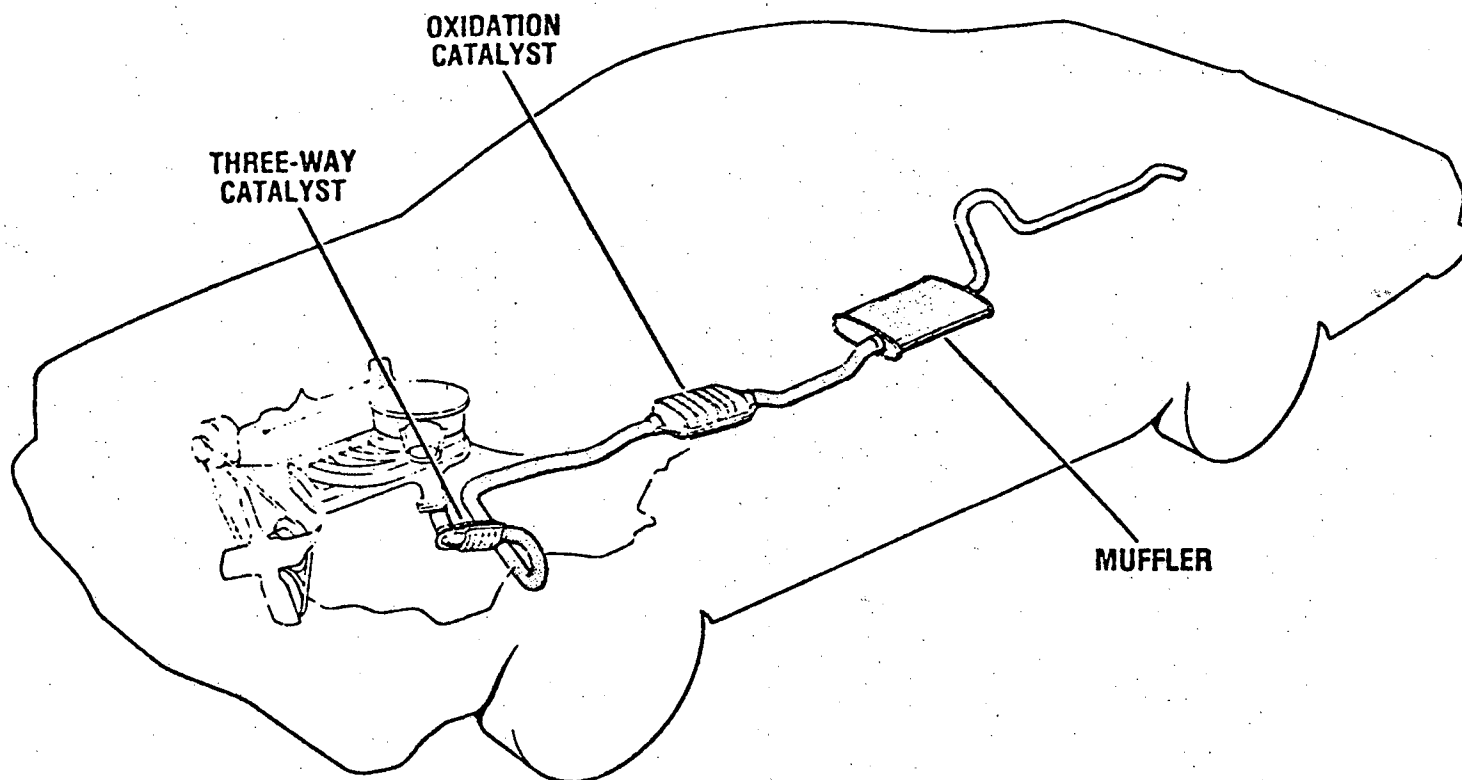 OXIDATION
CATALYST
THREE-WAY
CATALYST
MUFFLER